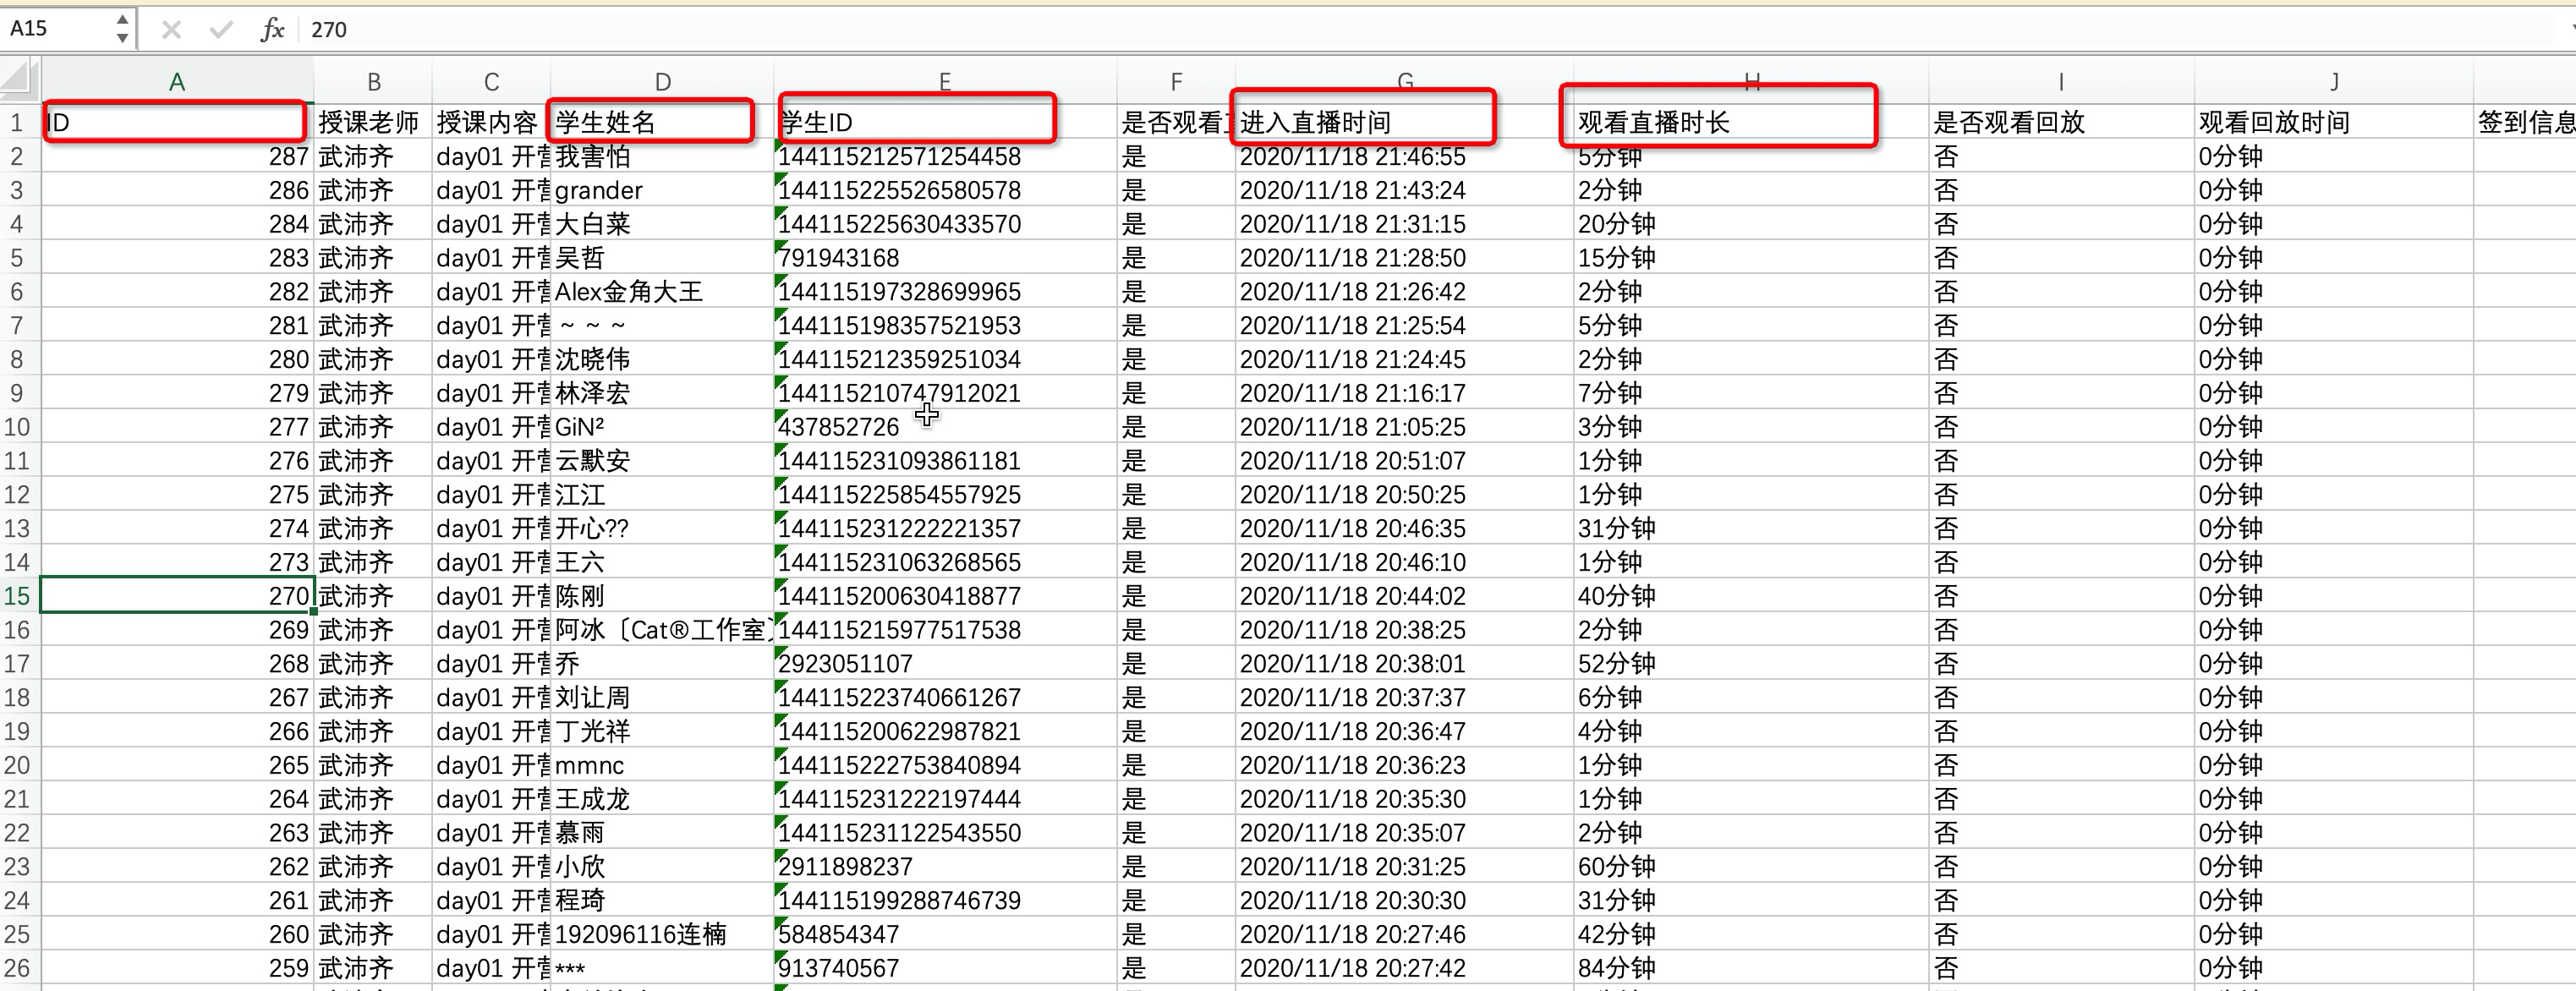 A15 fx 270
A B C D E F G H I J
1 ID 授课老师 授课内容 学生姓名 学生ID 是否观看 进入直播时间 观看直播时长 是否观看回放 观看回放时间 签到信息
2 287 武沛齐 day01 开营 我害怕 144115212571254458 是 2020/11/18 21:46:55 5分钟 否 0分钟
3 286 武沛齐 day01 开营 grander 144115225526580578 是 2020/11/18 21:43:24 2分钟 否 0分钟
4 284 武沛齐 day01 开营 大白菜 144115225630433570 是 2020/11/18 21:31:15 20分钟 否 0分钟
5 283 武沛齐 day01 开营 吴哲 791943168 是 2020/11/18 21:28:50 15分钟 否 0分钟
6 282 武沛齐 day01 开营 Alex金角大王 144115197328699965 是 2020/11/18 21:26:42 2分钟 否 0分钟
7 281 武沛齐 day01 开营 ～～～ 144115198357521953 是 2020/11/18 21:25:54 5分钟 否 0分钟
8 280 武沛齐 day01 开营 沈晓伟 144115212359251034 是 2020/11/18 21:24:45 2分钟 否 0分钟
9 279 武沛齐 day01 开营 林泽宏 144115210747912021 是 2020/11/18 21:16:17 7分钟 否 0分钟
10 277 武沛齐 day01 开营 GiN² 437852726 是 2020/11/18 21:05:25 3分钟 否 0分钟
11 276 武沛齐 day01 开营 云默安 144115231093861181 是 2020/11/18 20:51:07 1分钟 否 0分钟
12 275 武沛齐 day01 开营 江江 144115225854557925 是 2020/11/18 20:50:25 1分钟 否 0分钟
13 274 武沛齐 day01 开营 开心?? 144115231222221357 是 2020/11/18 20:46:35 31分钟 否 0分钟
14 273 武沛齐 day01 开营 王六 144115231063268565 是 2020/11/18 20:46:10 1分钟 否 0分钟
15 270 武沛齐 day01 开营 陈刚 144115200630418877 是 2020/11/18 20:44:02 40分钟 否 0分钟
16 269 武沛齐 day01 开营 阿冰〔Cat®工作室〕 144115215977517538 是 2020/11/18 20:38:25 2分钟 否 0分钟
17 268 武沛齐 day01 开营 乔 2923051107 是 2020/11/18 20:38:01 52分钟 否 0分钟
18 267 武沛齐 day01 开营 刘让周 144115223740661267 是 2020/11/18 20:37:37 6分钟 否 0分钟
19 266 武沛齐 day01 开营 丁光祥 144115200622987821 是 2020/11/18 20:36:47 4分钟 否 0分钟
20 265 武沛齐 day01 开营 mmnc 144115222753840894 是 2020/11/18 20:36:23 1分钟 否 0分钟
21 264 武沛齐 day01 开营 王成龙 144115231222197444 是 2020/11/18 20:35:30 1分钟 否 0分钟
22 263 武沛齐 day01 开营 慕雨 144115231122543550 是 2020/11/18 20:35:07 2分钟 否 0分钟
23 262 武沛齐 day01 开营 小欣 2911898237 是 2020/11/18 20:31:25 60分钟 否 0分钟
24 261 武沛齐 day01 开营 程琦 144115199288746739 是 2020/11/18 20:30:30 31分钟 否 0分钟
25 260 武沛齐 day01 开营 192096116连楠 584854347 是 2020/11/18 20:27:46 42分钟 否 0分钟
26 259 武沛齐 day01 开营 *** 913740567 是 2020/11/18 20:27:42 84分钟 否 0分钟